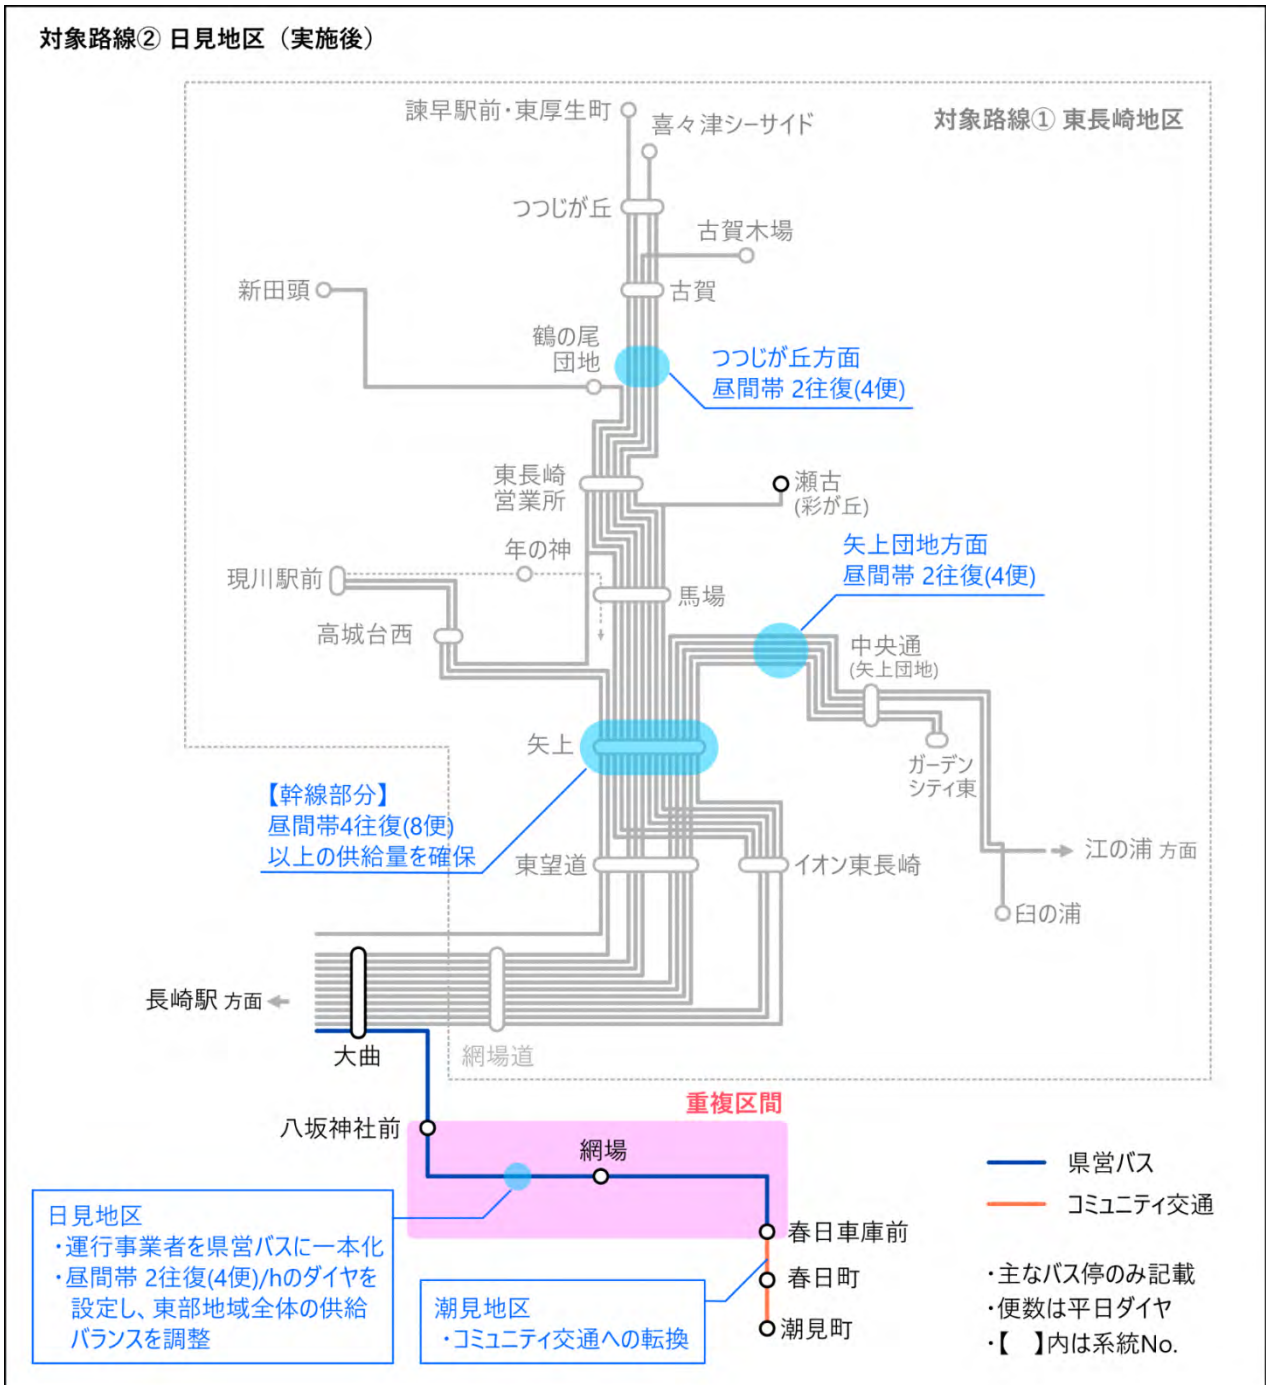 対象路線② 日見地区（実施後）
諫早駅前・東厚生町
喜々津シーサイド
対象路線① 東長崎地区
つつじが丘
古賀木場
新田頭
古賀
鶴の尾
団地
つつじが丘方面
昼間帯 2往復(4便)
東長崎
営業所
瀬古
(彩が丘)
矢上団地方面
昼間帯 2往復(4便)
年の神
現川駅前
馬場
高城台西
中央通
(矢上団地)
矢上
ガーデン
シティ東
【幹線部分】
昼間帯4往復(8便)
以上の供給量を確保
東望道
イオン東長崎
江の浦 方面
臼の浦
長崎駅 方面
大曲
網場道
重複区間
八坂神社前
網場
県営バス
コミュニティ交通
日見地区
・運行事業者を県営バスに一本化
・昼間帯 2往復(4便)/hのダイヤを
設定し、東部地域全体の供給
バランスを調整
春日車庫前
春日町
潮見町
潮見地区
・コミュニティ交通への転換
・主なバス停のみ記載
・便数は平日ダイヤ
・【　】内は系統No.